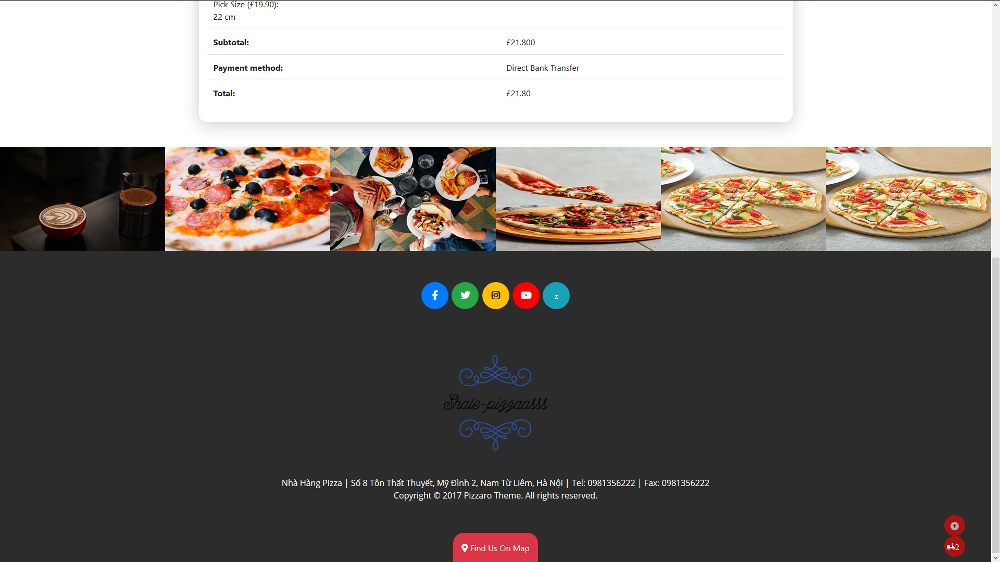 Pick Size (£19.90):
22 cm
Subtotal: £21.800
Payment method: Direct Bank Transfer
Total: £21.80
z
Shale-pizzaasss
Nhà Hàng Pizza | Số 8 Tôn Thất Thuyết, Mỹ Đình 2, Nam Từ Liêm, Hà Nội | Tel: 0981356222 | Fax: 0981356222
Copyright © 2017 Pizzaro Theme. All rights reserved.
Find Us On Map
2